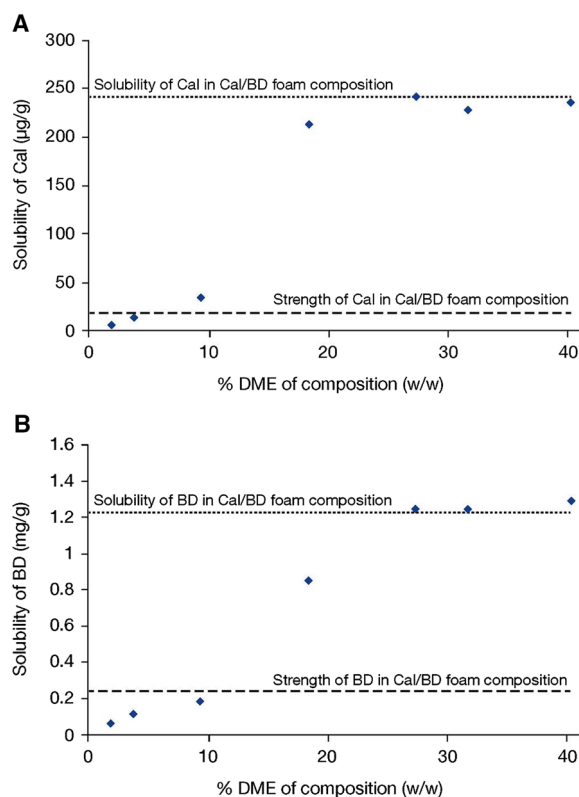 A
300
Solubility of Cal in Cal/BD foam composition
250
200
150
100
50
Strength of Cal in Cal/BD foam composition
0
0 10 20 30 40
Solubility of Cal (µg/g)
% DME of composition (w/w)
B
1.6
1.4
Solubility of BD in Cal/BD foam composition
1.2
1
0.8
0.6
0.4
Strength of BD in Cal/BD foam composition
0.2
0
0 10 20 30 40
Solubility of BD (mg/g)
% DME of composition (w/w)